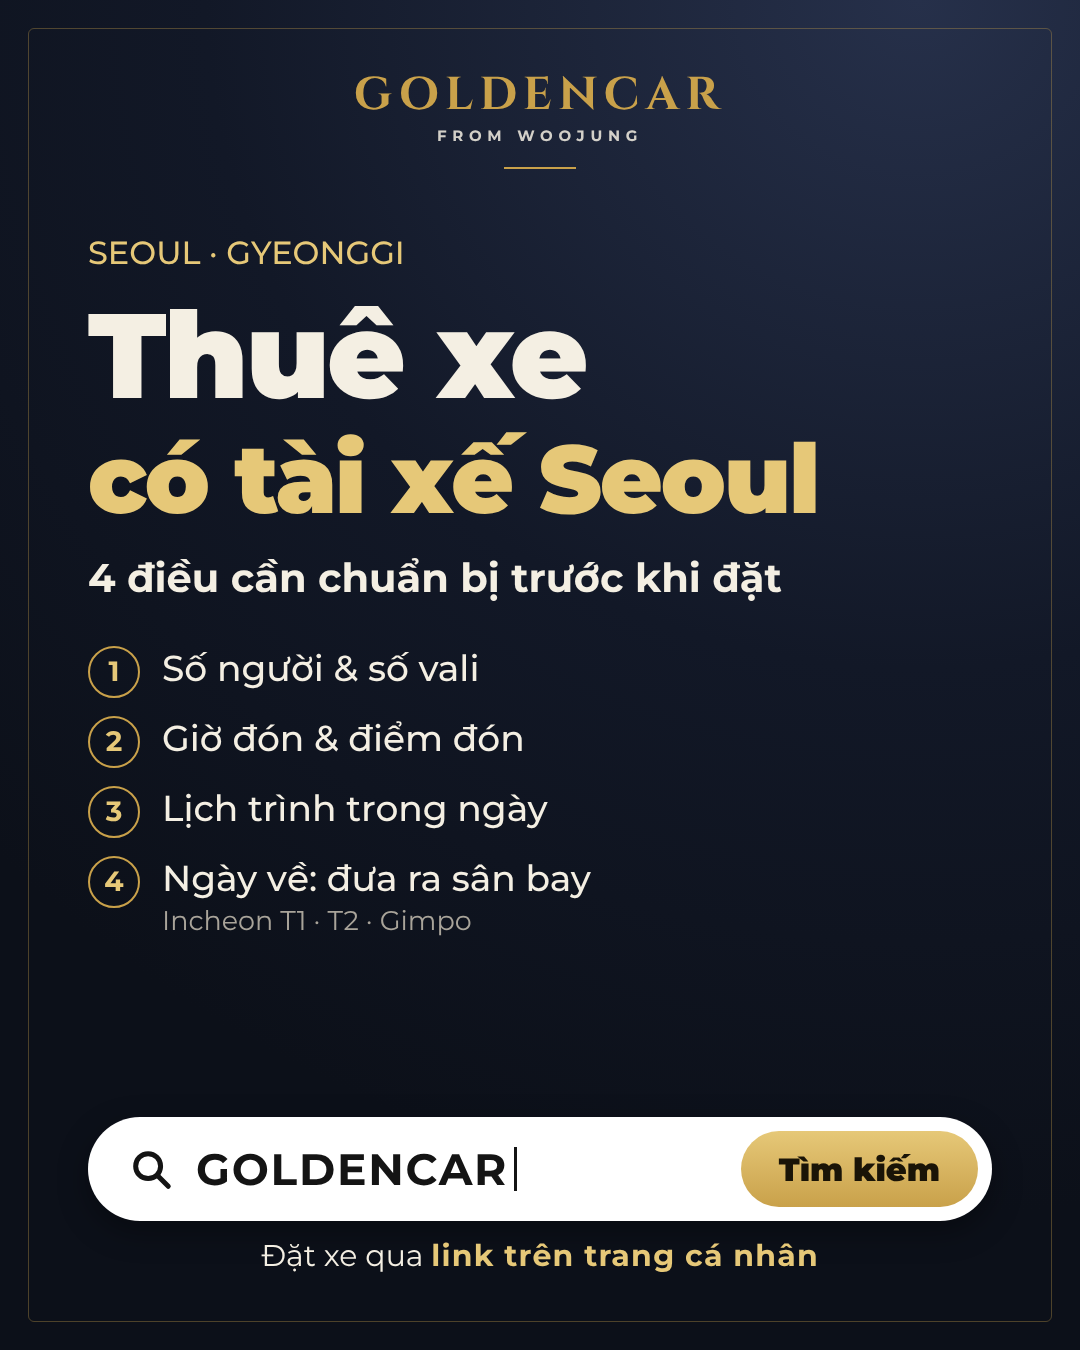 GOLDENCAR
FROM WOOJUNG
SEOUL · GYEONGGI
Thuê xe
có tài xế Seoul
4 điều cần chuẩn bị trước khi đặt
1 Số người & số vali
2 Giờ đón & điểm đón
3 Lịch trình trong ngày
4 Ngày về: đưa ra sân bay
Incheon T1 · T2 · Gimpo
GOLDENCAR Tìm kiếm
Đặt xe qua link trên trang cá nhân